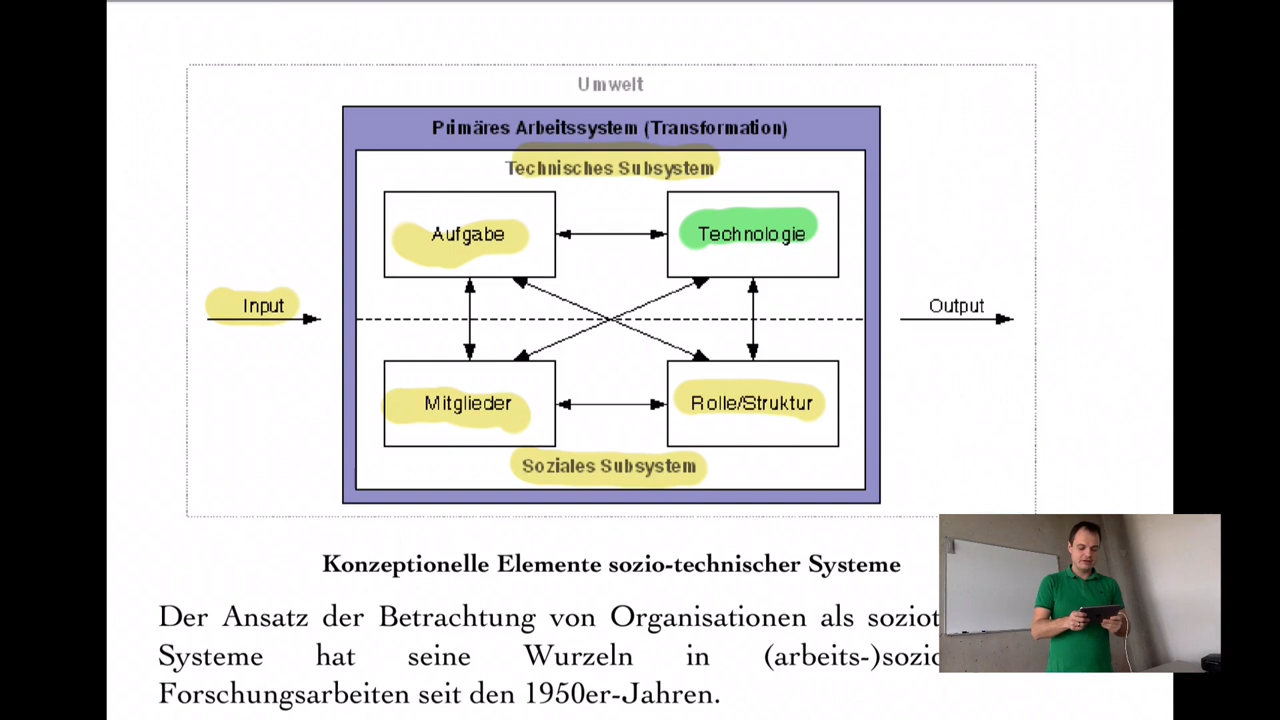 Umwelt
Primäres Arbeitssystem (Transformation)
Technisches Subsystem
Aufgabe
Technologie
Input
Output
Mitglieder
Rolle/Struktur
Soziales Subsystem
Konzeptionelle Elemente sozio-technischer Systeme
Der Ansatz der Betrachtung von Organisationen als soziot
Systeme hat seine Wurzeln in (arbeits-)sozio
Forschungsarbeiten seit den 1950er-Jahren.